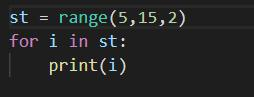 st = range(5,15,2)
for i in st:
    print(i)